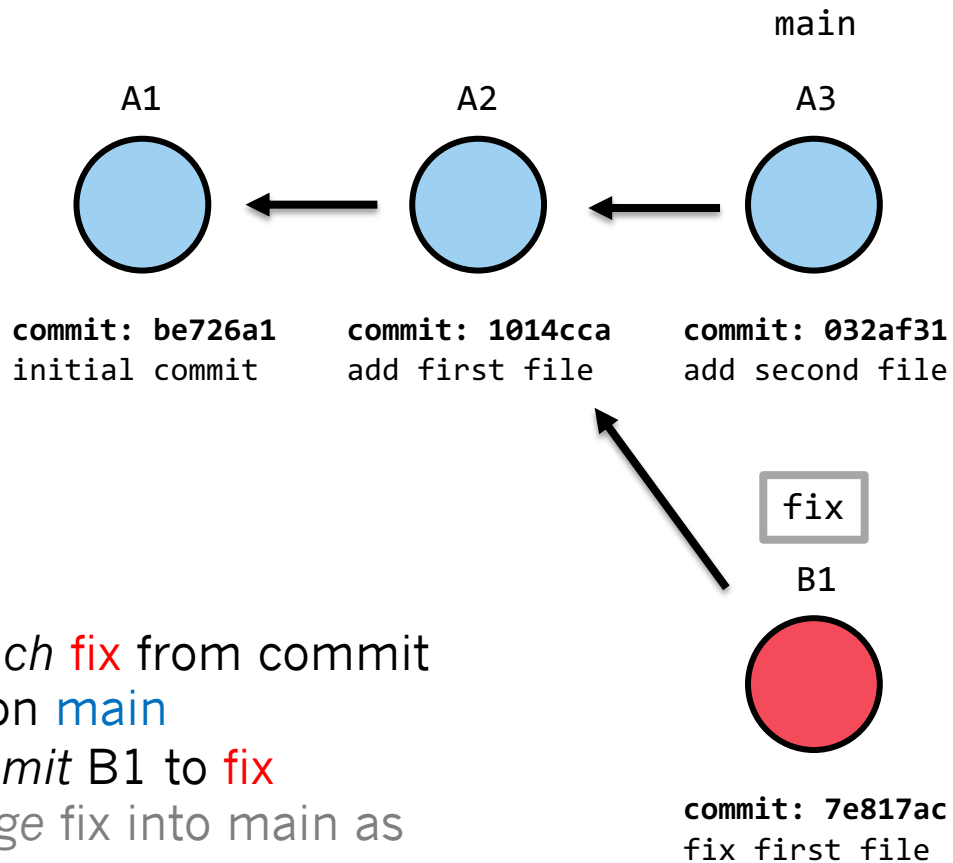 main
A1 A2 A3
commit: be726a1 commit: 1014cca commit: 032af31
initial commit add first file add second file
fix
B1
ch fix from commit
on main
mit B1 to fix
ge fix into main as
commit: 7e817ac
fix first file